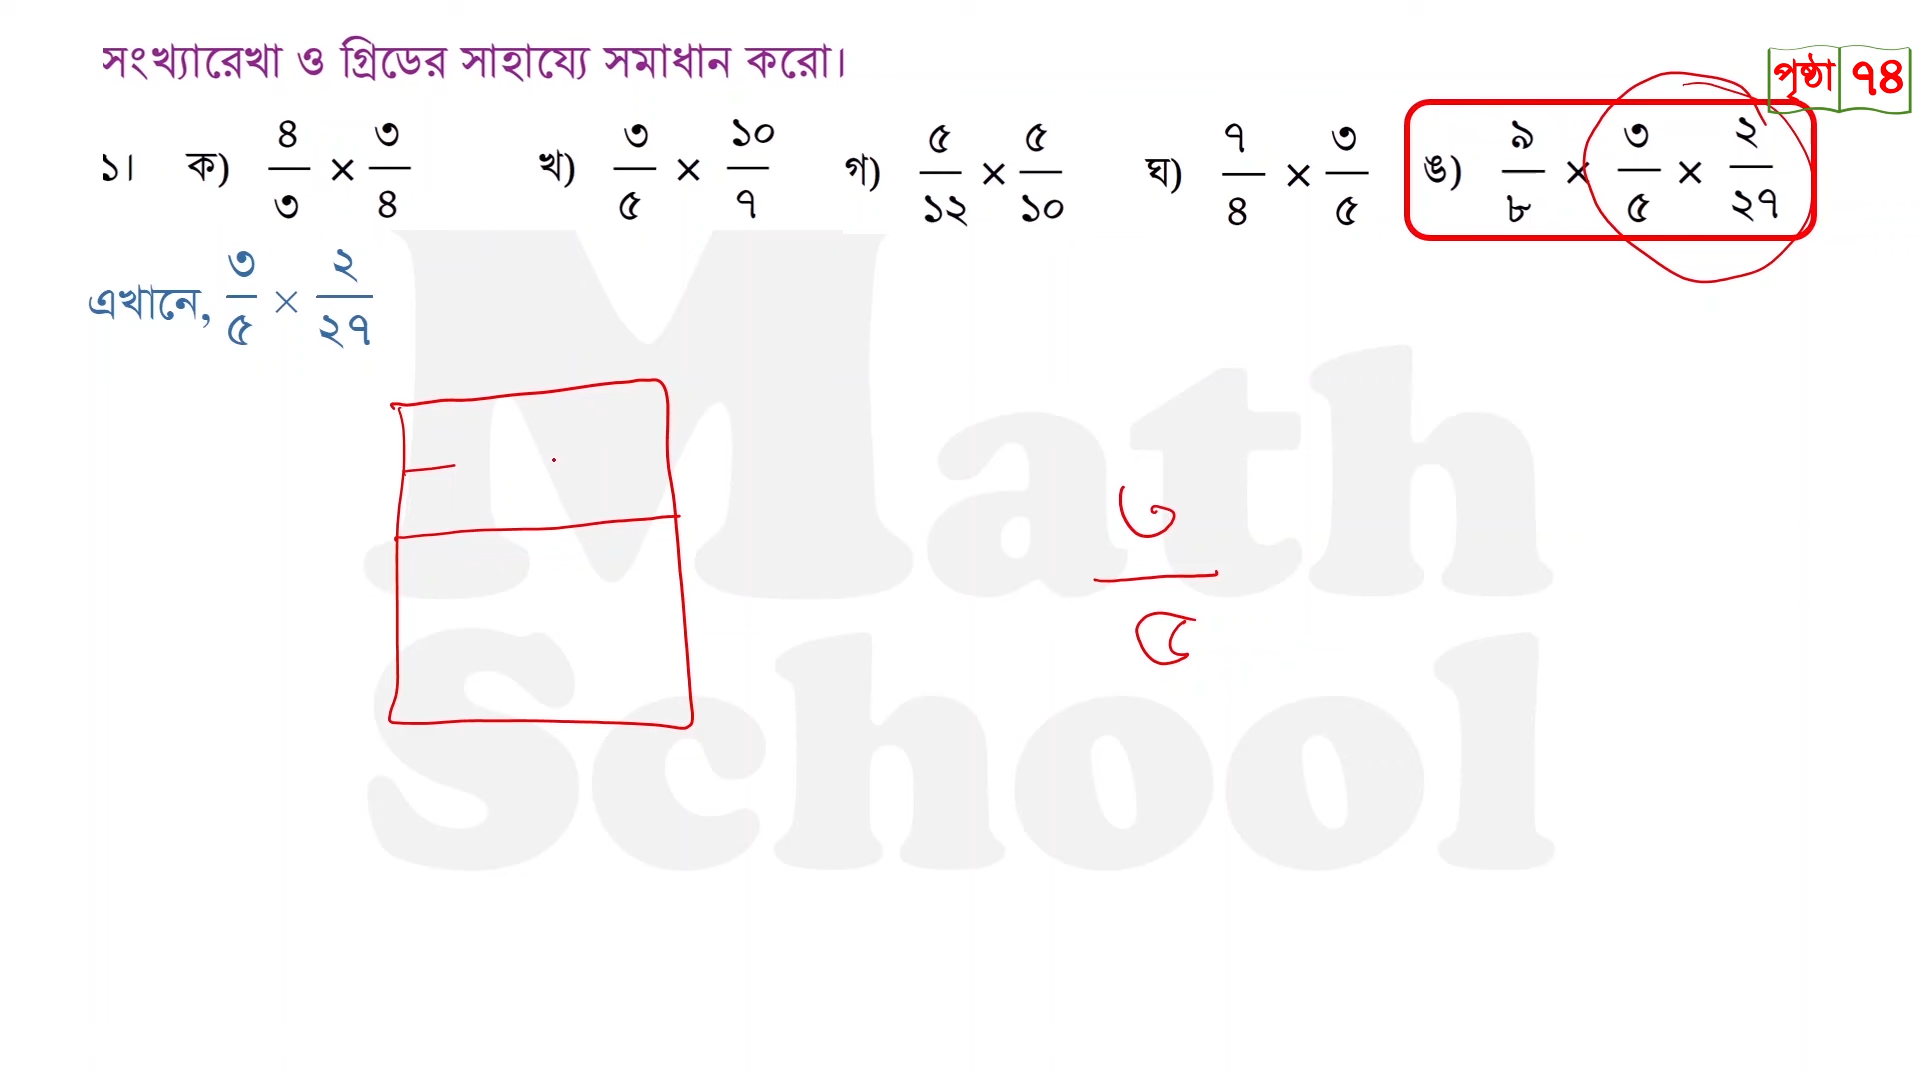 সংখ্যারেখা ও গ্রিডের সাহায্যে সমাধান করো।
পৃষ্ঠা ৭৪
১। ক) ৪/৩ × ৩/৪ খ) ৩/৫ × ১০/৭ গ) ৫/১২ × ৫/১০ ঘ) ৭/৪ × ৩/৫ ঙ) ৯/৮ × ৩/৫ × ২/২৭
এখানে, ৩/৫ × ২/২৭
৩/৫
Math
School